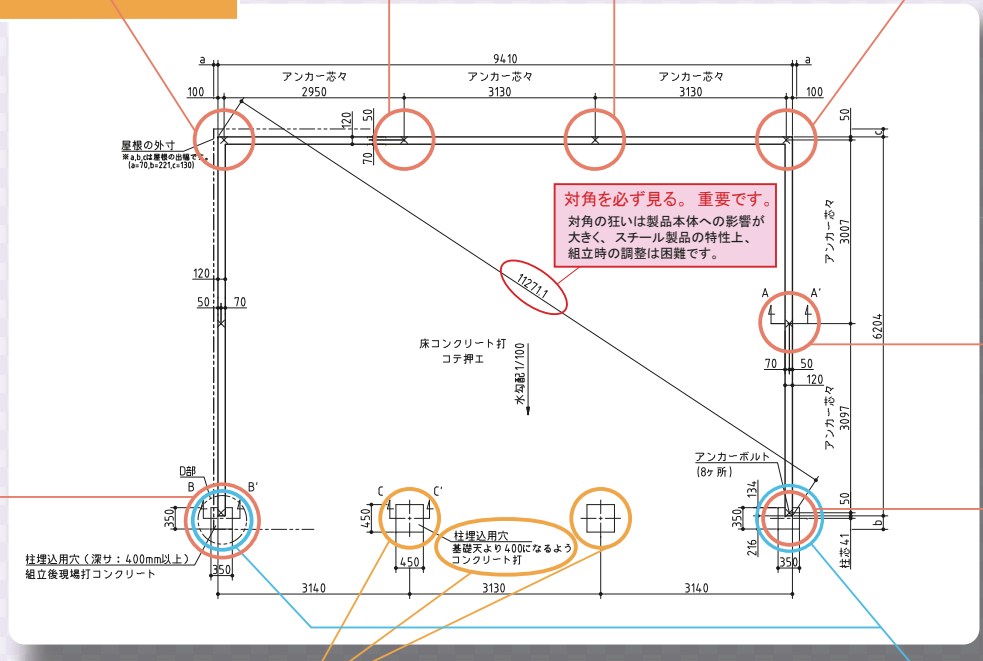 a
9410
a
アンカー芯々
アンカー芯々
アンカー芯々
100
2950
3130
3130
100
50
120
50
70
c
屋根の外寸
※a,b,cは屋根の出幅です。
(a=70,b=221,c=130)
対角を必ず見る。 重要です。
対角の狂いは製品本体への影響が
大きく、スチール製品の特性上、
組立時の調整は困難です。
アンカー芯々
3007
120
50
70
11271.1
A
A'
6204
床コンクリート打
コテ押エ
水勾配1/100
70
50
120
アンカー芯々
3097
アンカーボルト
(8ヶ所)
D部
B
B'
C
C'
350
450
134
350
216
50
b
柱埋込用穴
基礎天より400になるよう
コンクリート打
柱埋込用穴(深サ:400mm以上)
組立後現場打コンクリート
350
450
350
柱芯41
3140
3130
3140